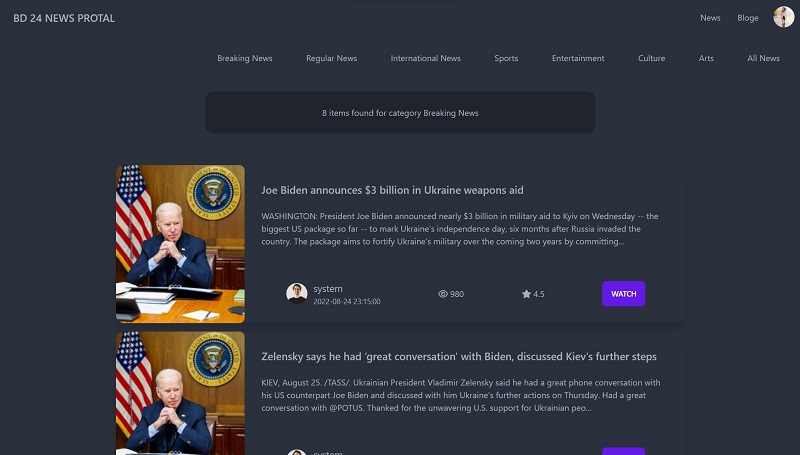 BD 24 NEWS PROTAL
News Bloge
Breaking News Regular News International News Sports Entertainment Culture Arts All News
8 items found for category Breaking News
Joe Biden announces $3 billion in Ukraine weapons aid
WASHINGTON: President Joe Biden announced nearly $3 billion in military aid to Kyiv on Wednesday -- the
biggest US package so far -- to mark Ukraine's independence day, six months after Russia invaded the
country. The package aims to fortify Ukraine's military over the coming two years by committing...
system
2022-08-24 23:15:00
980
4.5
WATCH
Zelensky says he had 'great conversation' with Biden, discussed Kiev's further steps
KIEV, August 25. /TASS/. Ukrainian President Vladimir Zelensky said he had a great phone conversation with
his US counterpart Joe Biden and discussed with him Ukraine's further actions on Thursday. Had a great
conversation with @POTUS. Thanked for the unwavering U.S. support for Ukrainian peo...
system